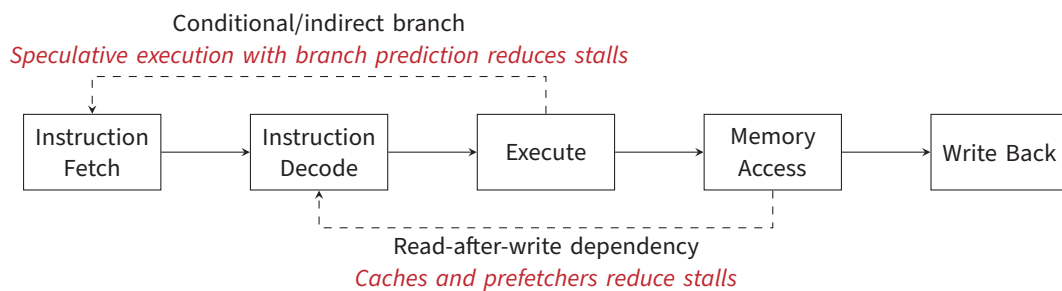 Conditional/indirect branch
Speculative execution with branch prediction reduces stalls
Instruction
Fetch
Instruction
Decode
Execute
Memory
Access
Write Back
Read-after-write dependency
Caches and prefetchers reduce stalls